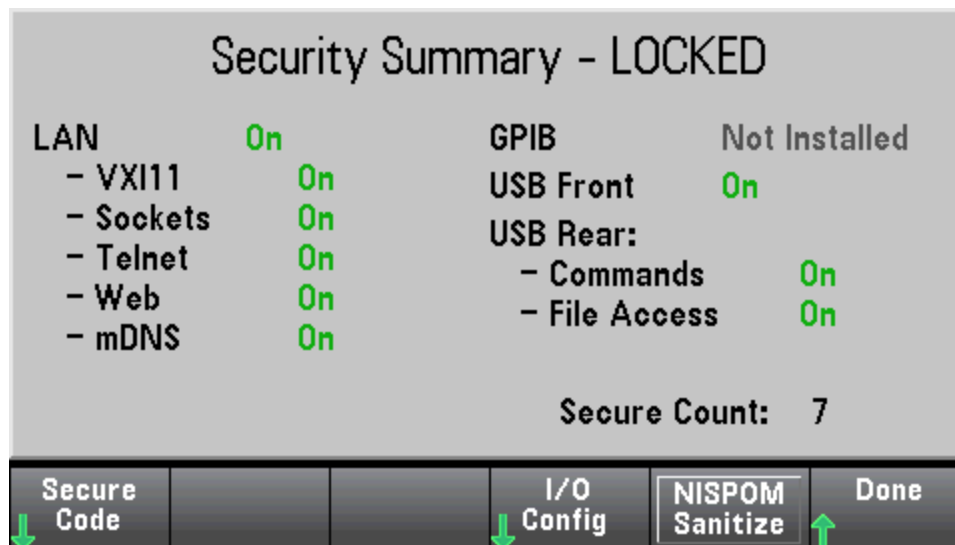 Security Summary - LOCKED
LAN On
- VXI11 On
- Sockets On
- Telnet On
- Web On
- mDNS On
GPIB Not Installed
USB Front On
USB Rear:
- Commands On
- File Access On
Secure Count: 7
Secure
Code
I/O
Config
NISPOM
Sanitize
Done